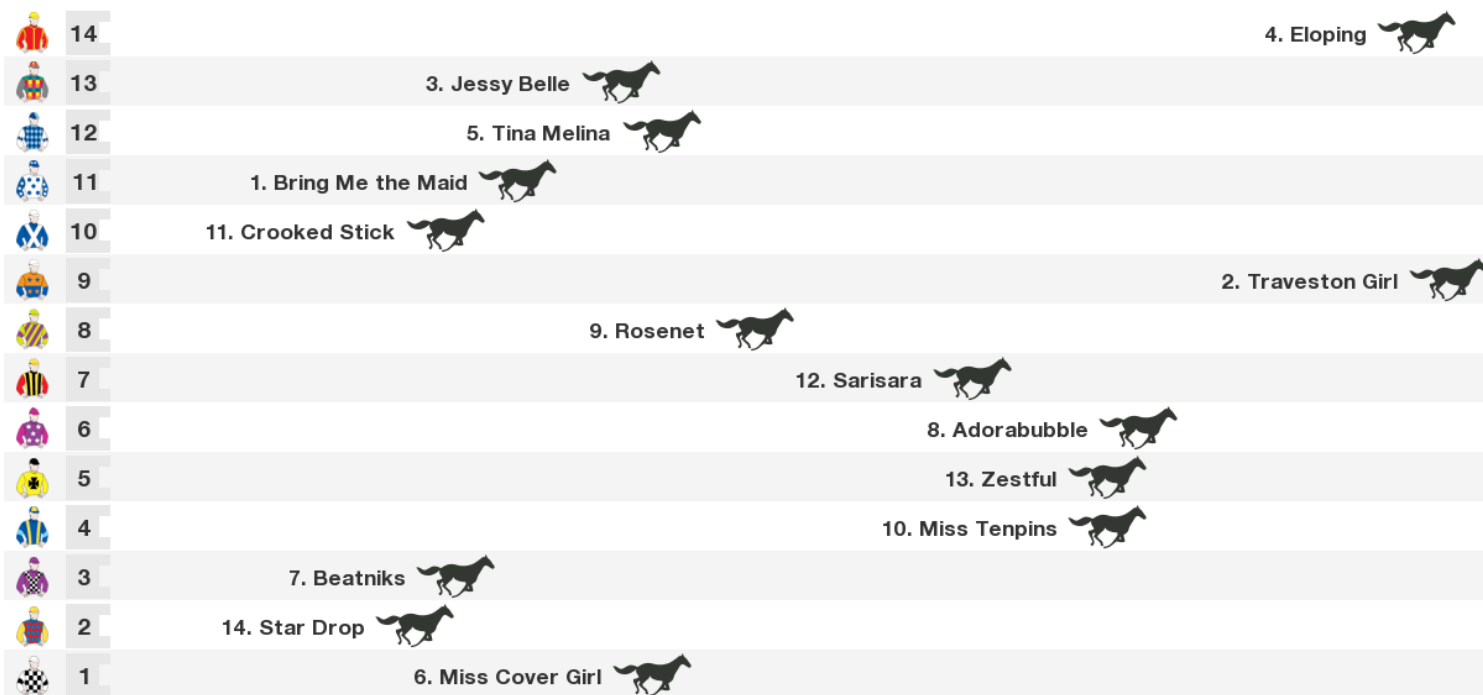 14 4. Eloping
13 3. Jessy Belle
12 5. Tina Melina
11 1. Bring Me the Maid
10 11. Crooked Stick
9 2. Traveston Girl
8 9. Rosenet
7 12. Sarisara
6 8. Adorabubble
5 13. Zestful
4 10. Miss Tenpins
3 7. Beatniks
2 14. Star Drop
1 6. Miss Cover Girl